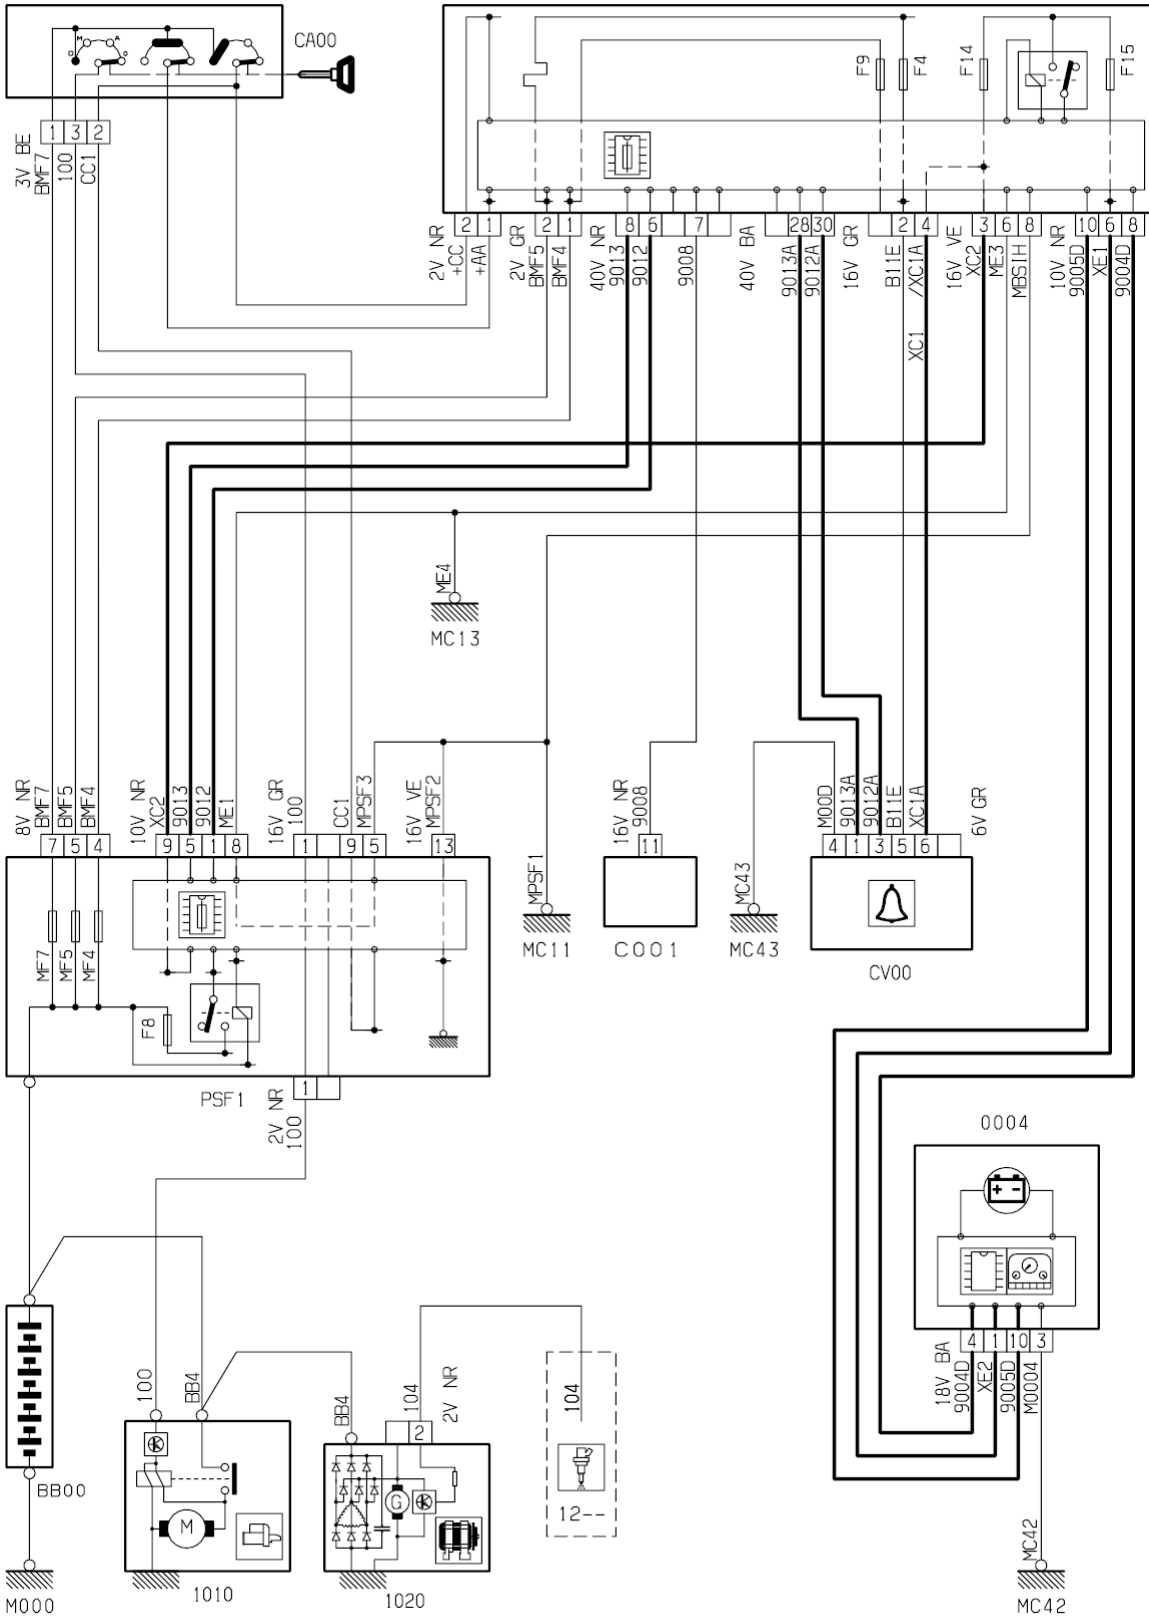 M A
D D
CA00
F9
F4
F14
F15
1 3 2
3V BE
BMF7
100
CC1
2 1
2 1
8 6
7
28 30
2 4
3 6 8
10 6 8
2V NR
+CC
+AA
2V GR
BMF5
BMF4
40V NR
9013
9012
9008
40V BA
9013A
9012A
16V GR
B11E
/XC1A
XC1
16V VE
XC2
ME3
MBSIH
10V NR
9005D
XE1
9004D
ME4
MC13
8V NR
BMF7
BMF5
BMF4
10V NR
XC2
9013
9012
ME1
16V GR
100
CC1
MPSF3
16V VE
MPSF2
16V NR
9008
M00D
9013A
9012A
B11E
XC1A
6V GR
7 5 4
9 5 1 8
1 9 5
13
11
4 1 3 5 6
MPSF1
MC11
C001
MC43
MC43
CV00
MF7
MF5
MF4
F8
PSF1
1
2V NR
100
0004
+ -
4 1 10 3
18V BA
9004D
XE2
9005D
M0004
100
BB4
BB4
104
2V NR
2
104
12--
BB00
M
G
M000
1010
1020
MC42
MC42